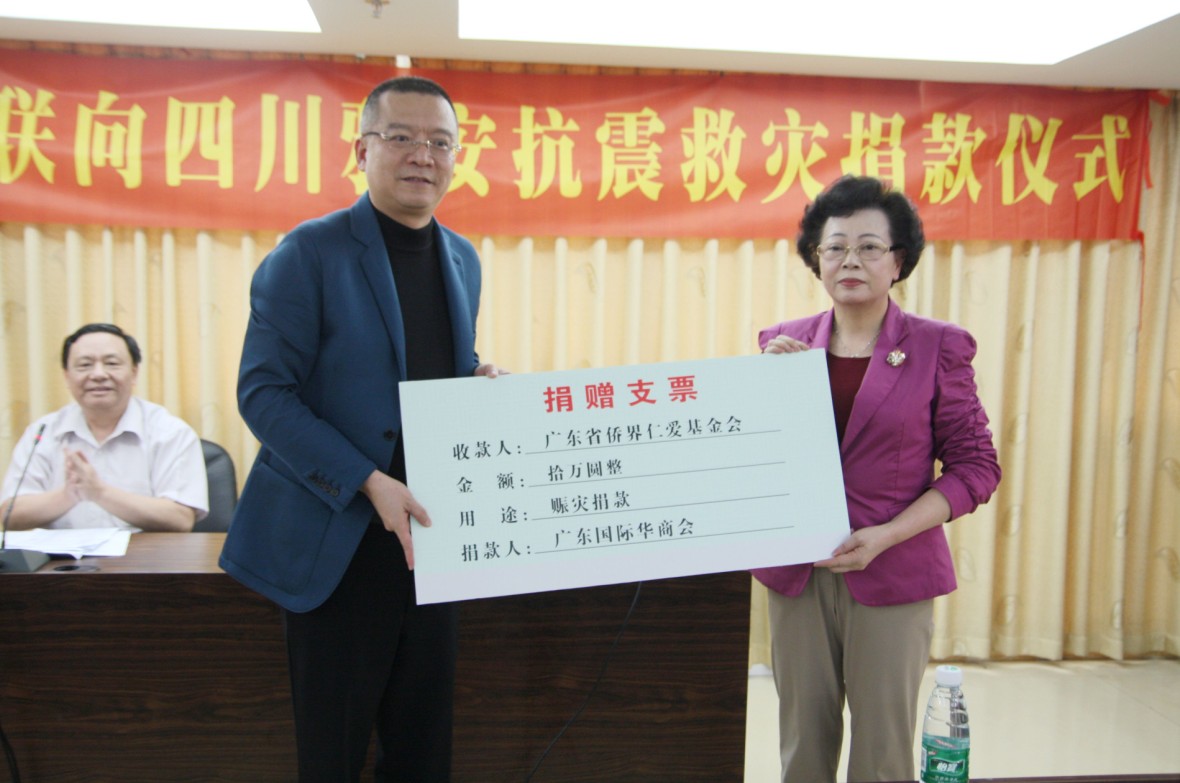 联向四川雅安抗震救灾捐款仪式
捐赠支票
收款人:广东省侨界仁爱基金会
金 额:拾万圆整
用 途:赈灾捐款
捐款人:广东国际华商会
怡宝